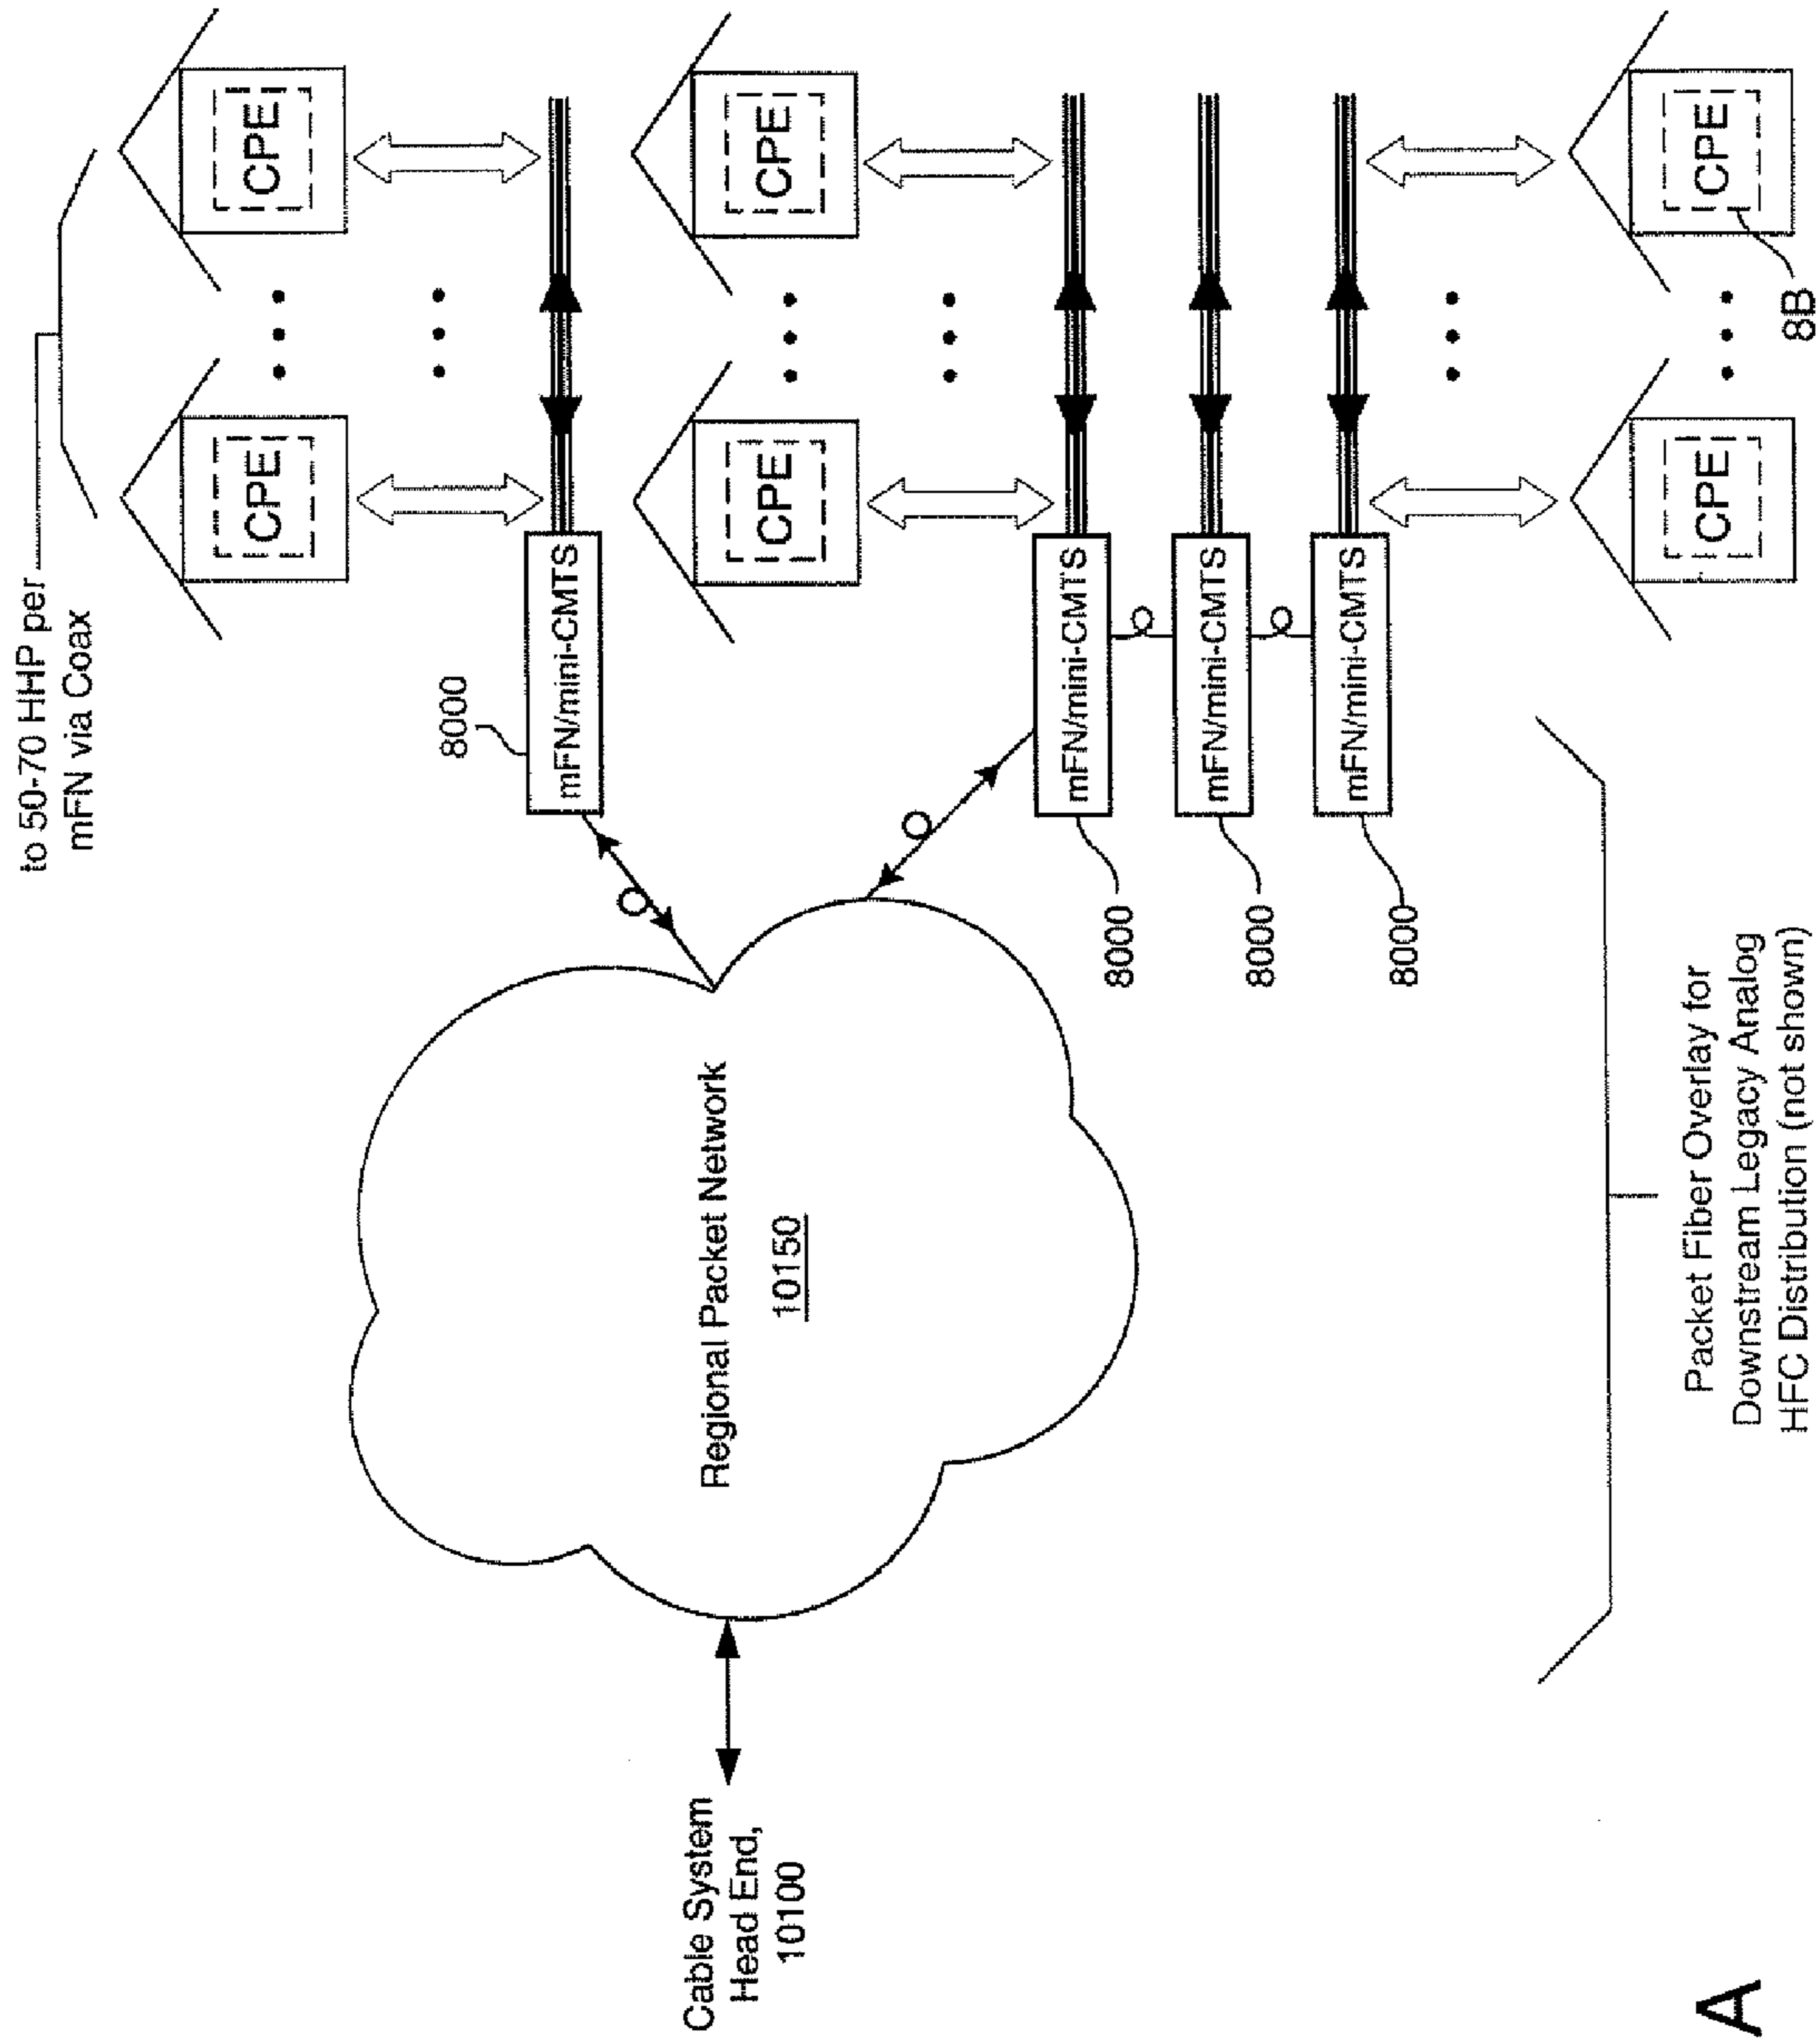 to 50-70 HHP per
mFN via Coax
CPE
CPE
8000
mFN/mini-CMTS
Cable System
Head End,
10100
Regional Packet Network
10150
CPE
CPE
mFN/mini-CMTS
8000
mFN/mini-CMTS
8000
mFN/mini-CMTS
8000
CPE
CPE
8B
Packet Fiber Overlay for
Downstream Legacy Analog
HFC Distribution (not shown)
A